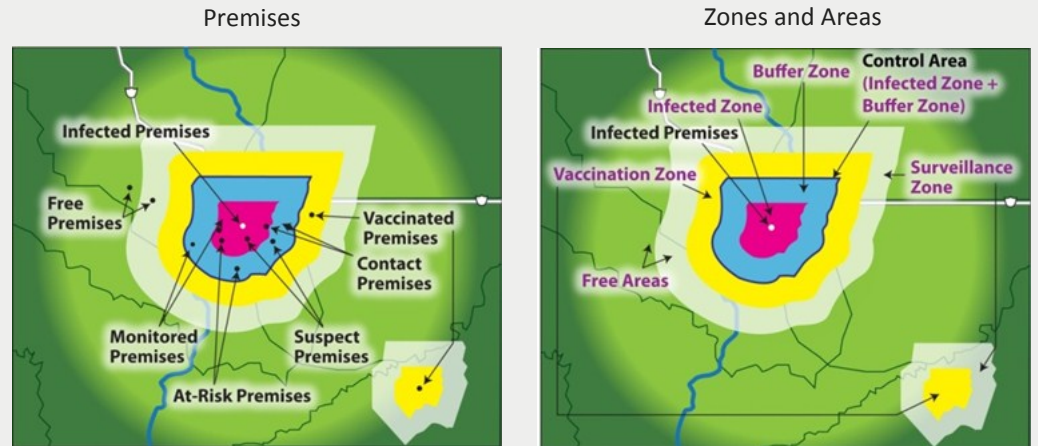 Premises
Infected Premises
Free
Premises
Vaccinated
Premises
Contact
Premises
Monitored
Premises
Suspect
Premises
At-Risk Premises
Zones and Areas
Buffer Zone
Control Area
(Infected Zone +
Buffer Zone)
Infected Zone
Infected Premises
Vaccination Zone
Surveillance
Zone
Free Areas